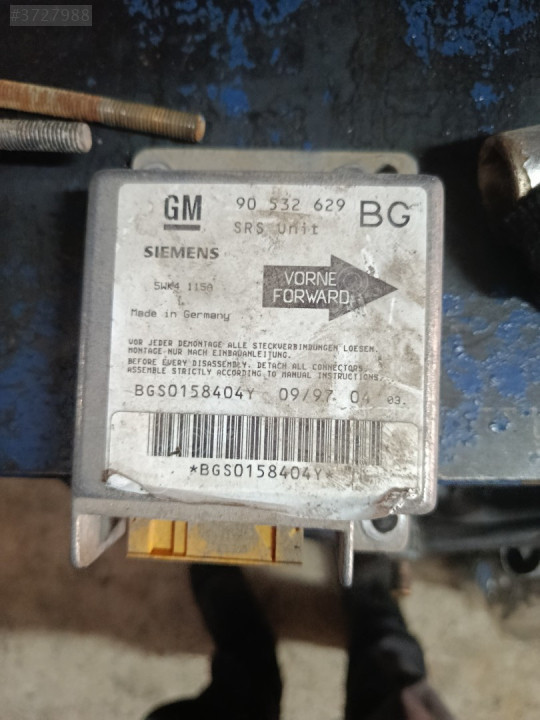 #3727988
GM 90 532 629 BG
SRS Unit
SIEMENS
VORNE
FORWARD
5WK4 1150
L
Made in Germany
VOR JEDER DEMONTAGE ALLE STECKVERBINDUNGEN LOESEN.
MONTAGE NUR NACH EINBAUANLEITUNG.
BEFORE EVERY DISASSEMBLY, DETACH ALL CONNECTORS,
ASSEMBLE STRICTLY ACCORDING TO MANUAL INSTRUCTIONS.
BGS0158404Y 09/97 04 03.
*BGS0158404Y*